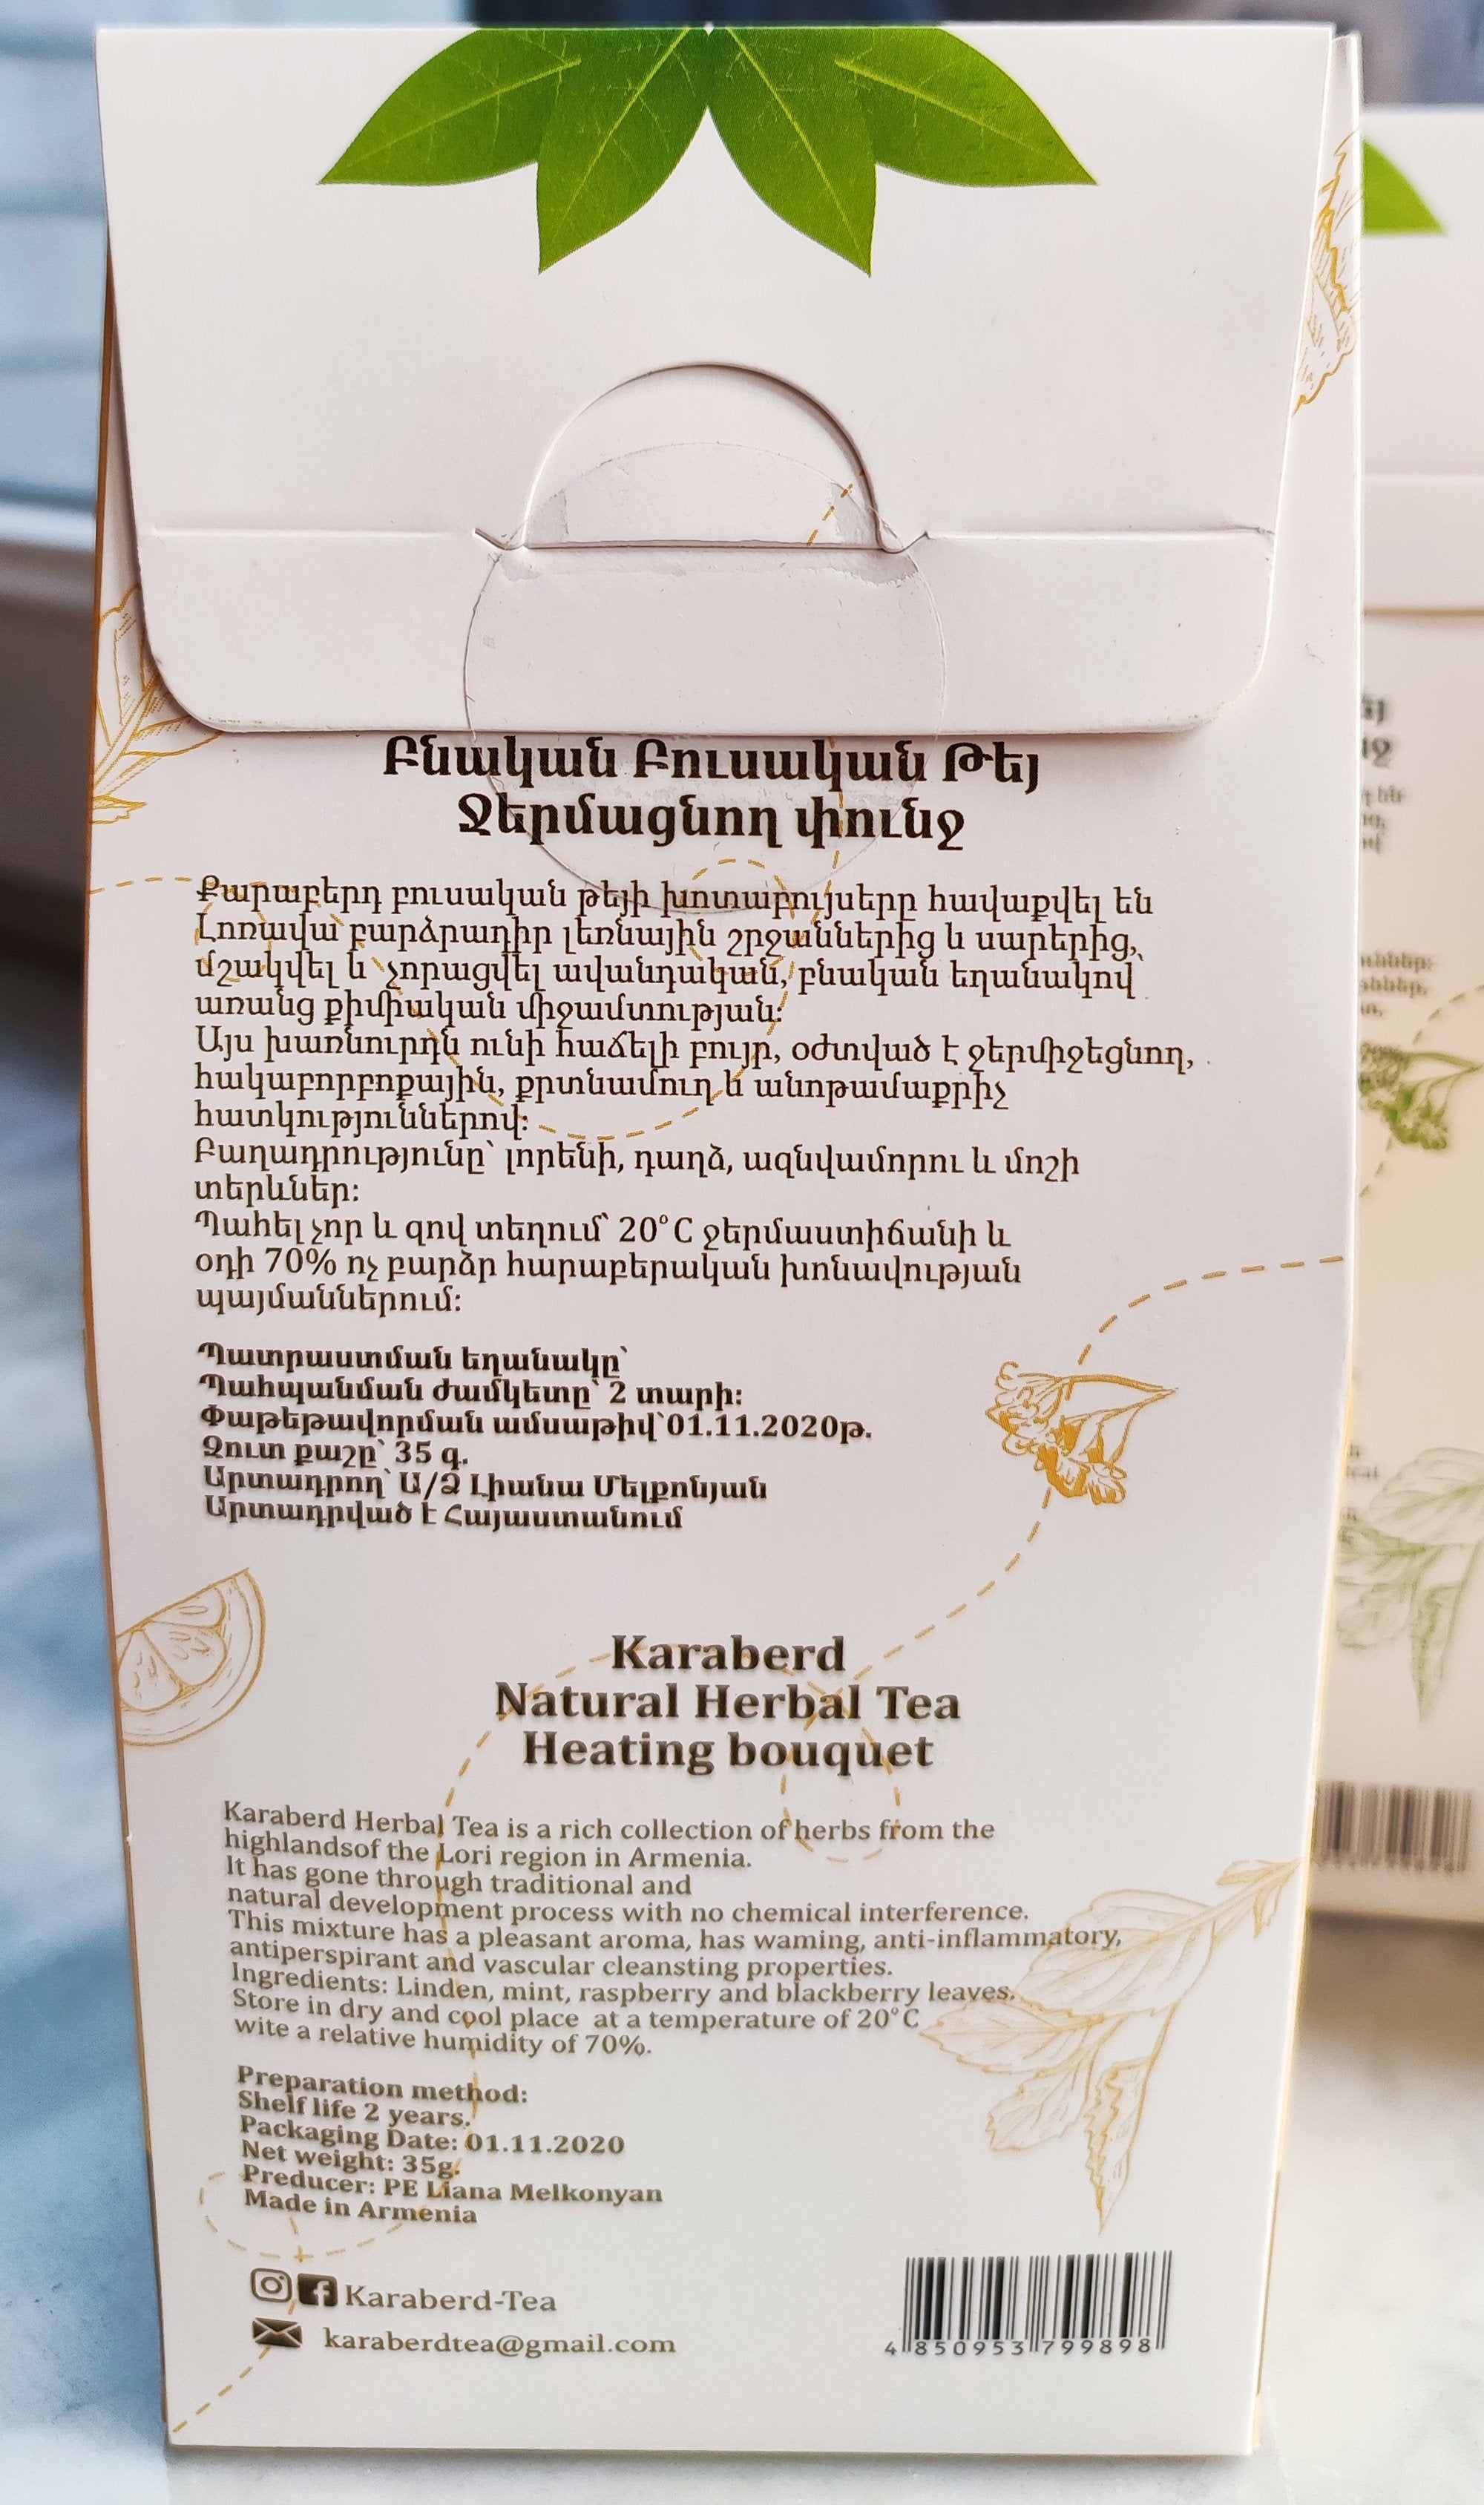 Բնական Բուսական Թեյ
Ջերմացնող փունջ
Քարաբերդ բուսական թեյի խոտաբույսերը հավաքվել են
Լոռավա բարձրադիր լեռնային շրջաններից և սարերից,
մշակվել և չորացվել ավանդական, բնական եղանակով՝
առանց քիմիական միջամտության:
Այս խառնուրդն ունի հաճելի բույր, օժտված է ջերմիջեցնող,
հակաբորբոքային, քրտնամուղ և անոթամաքրիչ
հատկություններով:
Բաղադրությունը՝ լորենի, դաղձ, ազնվամորու և մոշի
տերևներ:
Պահել չոր և զով տեղում՝ 20°C ջերմաստիճանի և
օդի 70% ոչ բարձր հարաբերական խոնավության
պայմաններում:
Պատրաստման եղանակը՝
Պահպանման ժամկետը՝ 2 տարի:
Փաթեթավորման ամսաթիվ՝01.11.2020թ.
Զուտ քաշը՝ 35 գ.
Արտադրող՝ Ա/Ձ Լիանա Մելքոնյան
Արտադրված է Հայաստանում
Karaberd
Natural Herbal Tea
Heating bouquet
Karaberd Herbal Tea is a rich collection of herbs from the
highlandsof the Lori region in Armenia.
It has gone through traditional and
natural development process with no chemical interference.
This mixture has a pleasant aroma, has waming, anti-inflammatory,
antiperspirant and vascular cleansting properties.
Ingredients: Linden, mint, raspberry and blackberry leaves.
Store in dry and cool place at a temperature of 20°C
wite a relative humidity of 70%.
Preparation method:
Shelf life 2 years.
Packaging Date: 01.11.2020
Net weight: 35g.
Preducer: PE Liana Melkonyan
Made in Armenia
Karaberd-Tea
karaberdtea@gmail.com
4 850953 799898